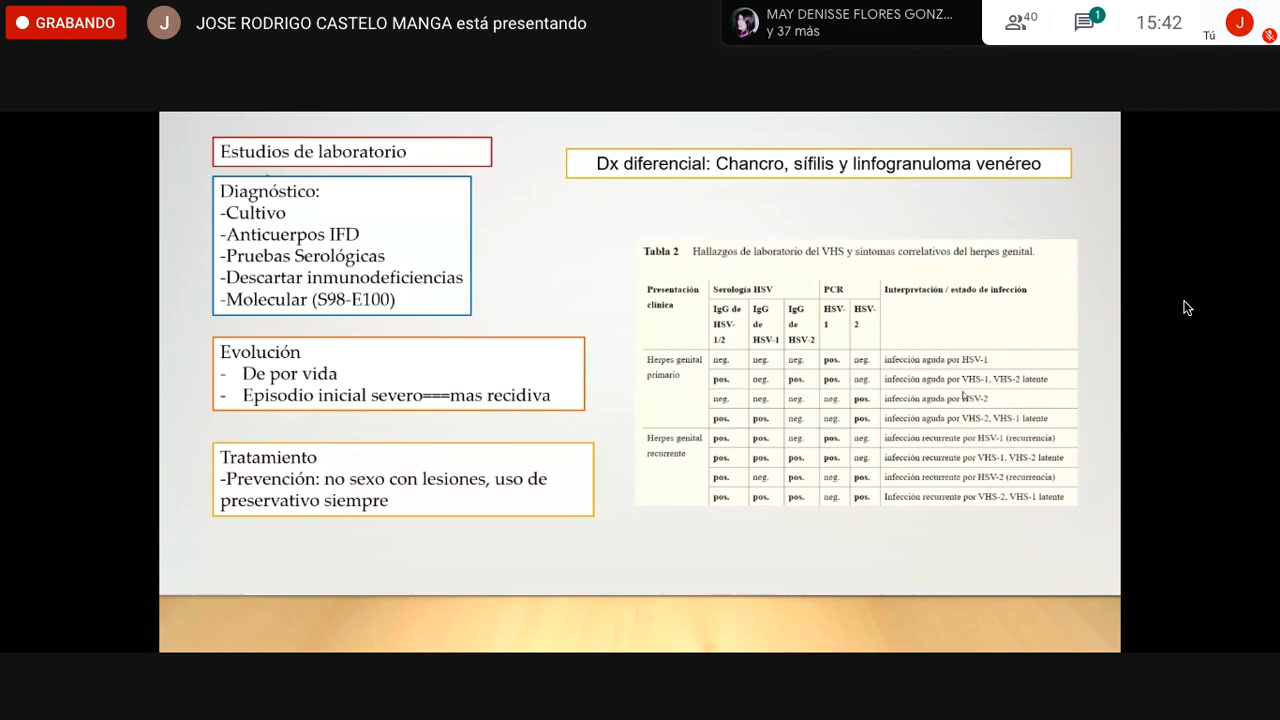 GRABANDO
J
JOSE RODRIGO CASTELO MANGA está presentando
MAY DENISSE FLORES GONZ...
y 37 más
40
1
15:42
Tú
J
Estudios de laboratorio
Diagnóstico:
-Cultivo
-Anticuerpos IFD
-Pruebas Serológicas
-Descartar inmunodeficiencias
-Molecular (S98-E100)
Evolución
- De por vida
- Episodio inicial severo===mas recidiva
Tratamiento
-Prevención: no sexo con lesiones, uso de
preservativo siempre
Dx diferencial: Chancro, sífilis y linfogranuloma venéreo
Tabla 2 Hallazgos de laboratorio del VHS y síntomas correlativos del herpes genital.
Presentación clínica Serología HSV PCR Interpretación / estado de infección
IgG de HSV-1/2 IgG de HSV-1 IgG de HSV-2 HSV-1 HSV-2
Herpes genital primario neg. neg. neg. pos. neg. infección aguda por HSV-1
pos. neg. pos. pos. neg. infección aguda por VHS-1, VHS-2 latente
neg. neg. neg. neg. pos. infección aguda por HSV-2
pos. pos. neg. neg. pos. infección aguda por VHS-2, VHS-1 latente
Herpes genital recurrente pos. pos. neg. pos. neg. infección recurrente por HSV-1 (recurrencia)
pos. pos. pos. pos. neg. infección recurrente por VHS-1, VHS-2 latente
pos. neg. pos. neg. pos. infección recurrente por HSV-2 (recurrencia)
pos. pos. pos. neg. pos. Infección recurrente por VHS-2, VHS-1 latente